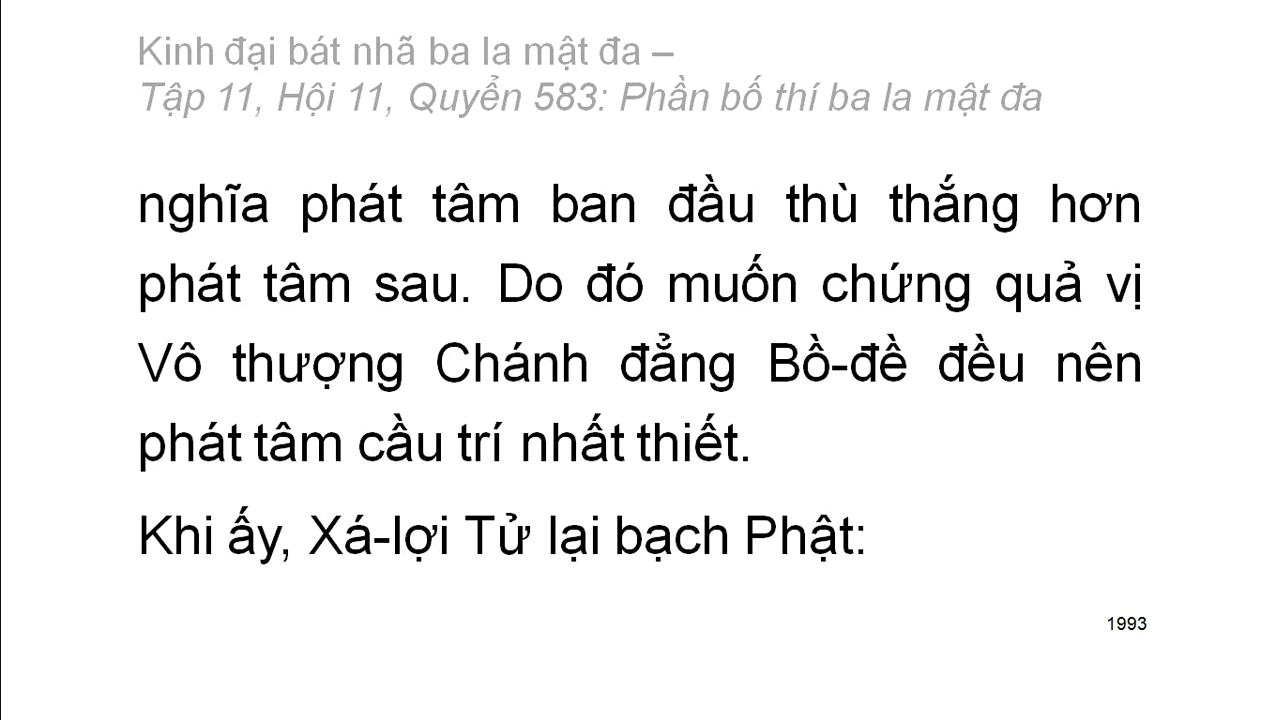 Kinh đại bát nhã ba la mật đa –
Tập 11, Hội 11, Quyển 583: Phần bố thí ba la mật đa
nghĩa phát tâm ban đầu thù thắng hơn
phát tâm sau. Do đó muốn chứng quả vị
Vô thượng Chánh đẳng Bồ-đề đều nên
phát tâm cầu trí nhất thiết.
Khi ấy, Xá-lợi Tử lại bạch Phật:
1993